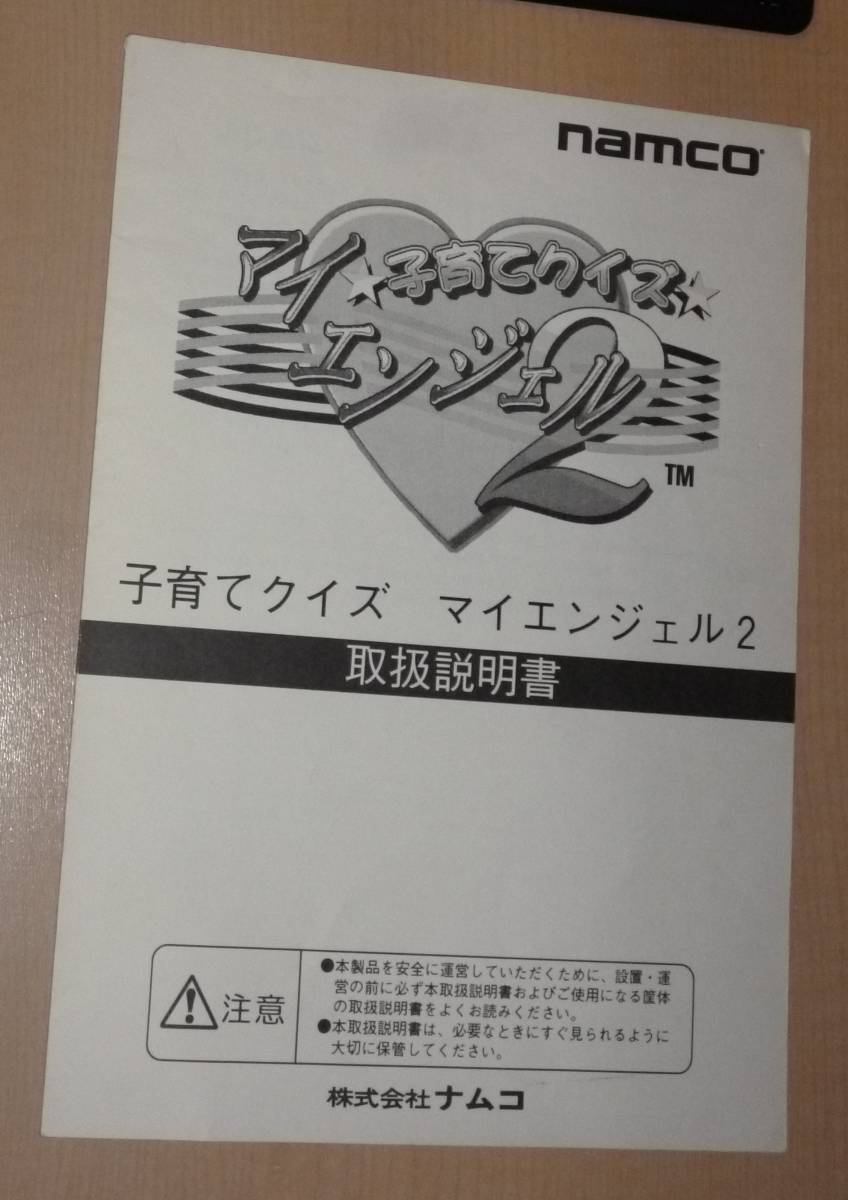 namco
マイ☆子育てクイズ☆
エンジェル2
TM
子育てクイズ　マイエンジェル2
取扱説明書
注意
●本製品を安全に運営していただくために、設置・運
営の前に必ず本取扱説明書およびご使用になる筐体
の取扱説明書をよくお読みください。
●本取扱説明書は、必要なときにすぐ見られるように
大切に保管してください。
株式会社ナムコ